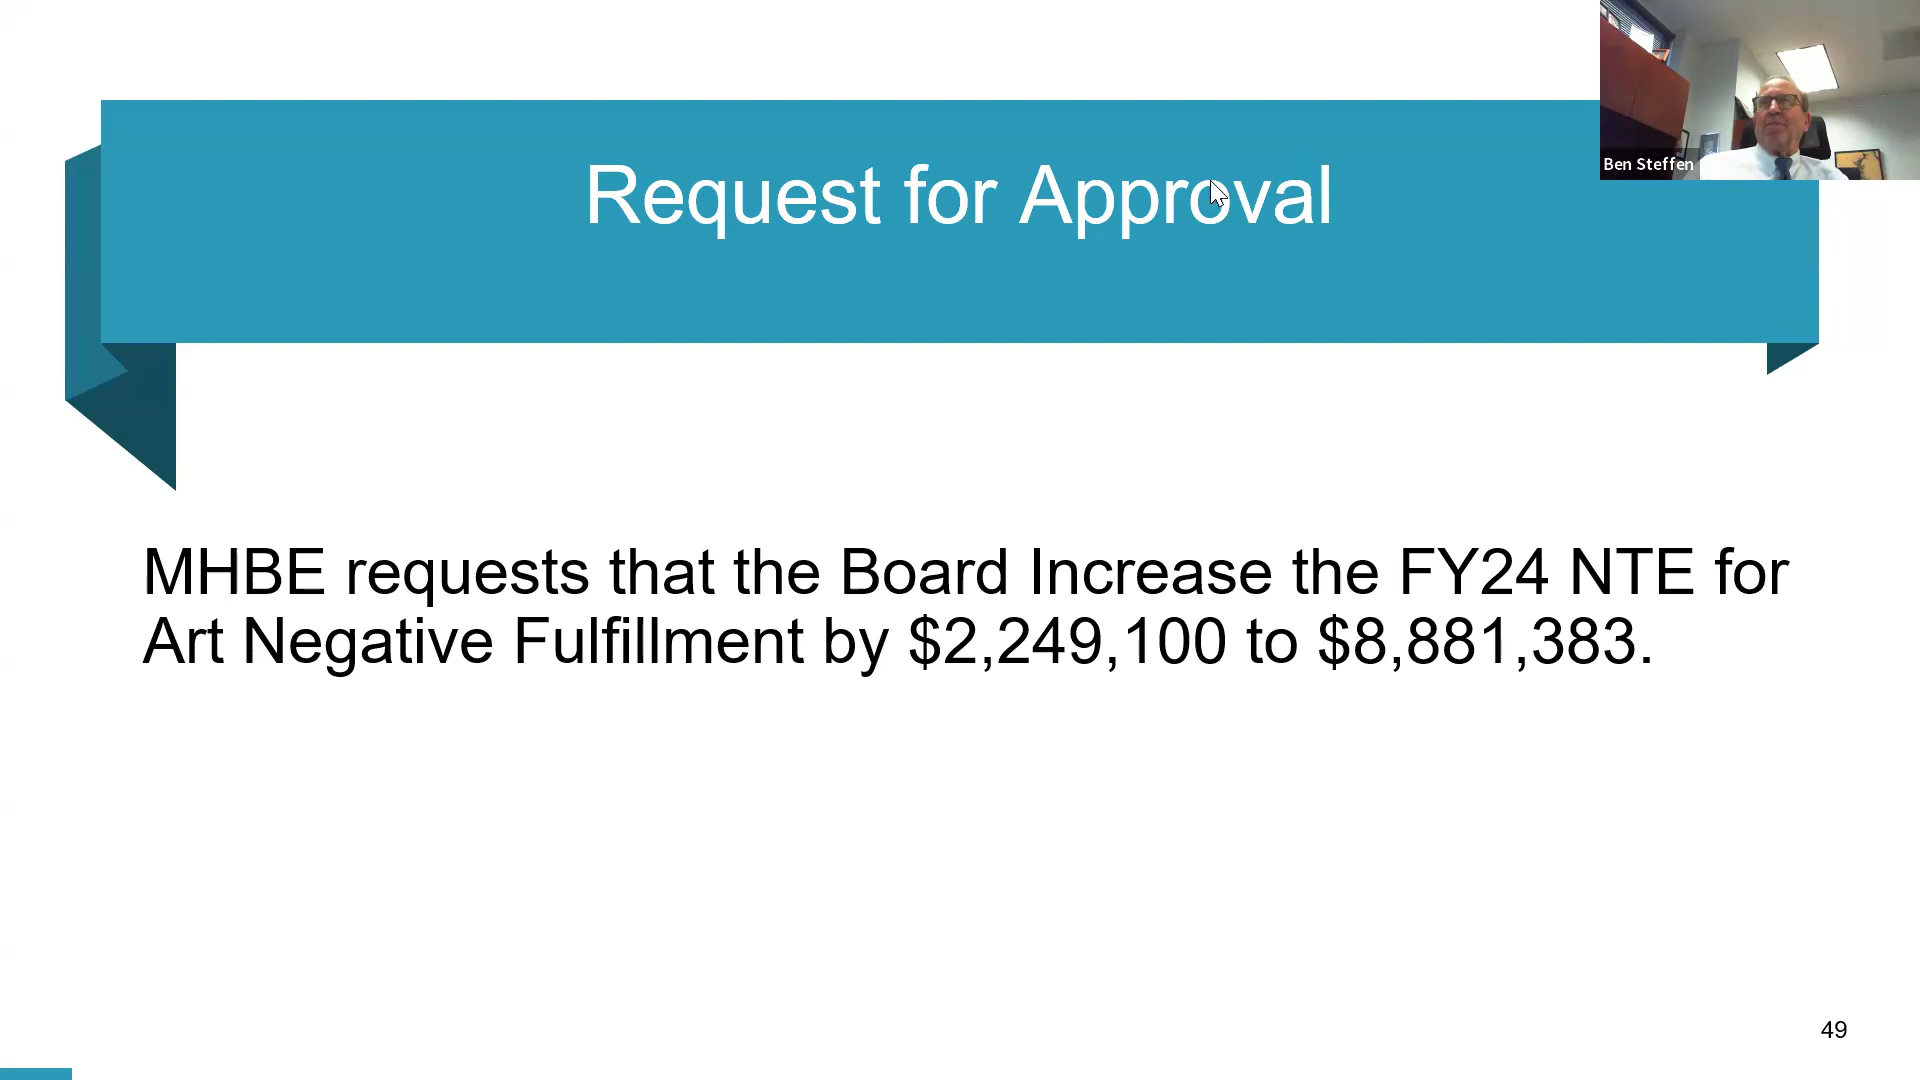 Request for Approval
Ben Steffen
MHBE requests that the Board Increase the FY24 NTE for
Art Negative Fulfillment by $2,249,100 to $8,881,383.
49